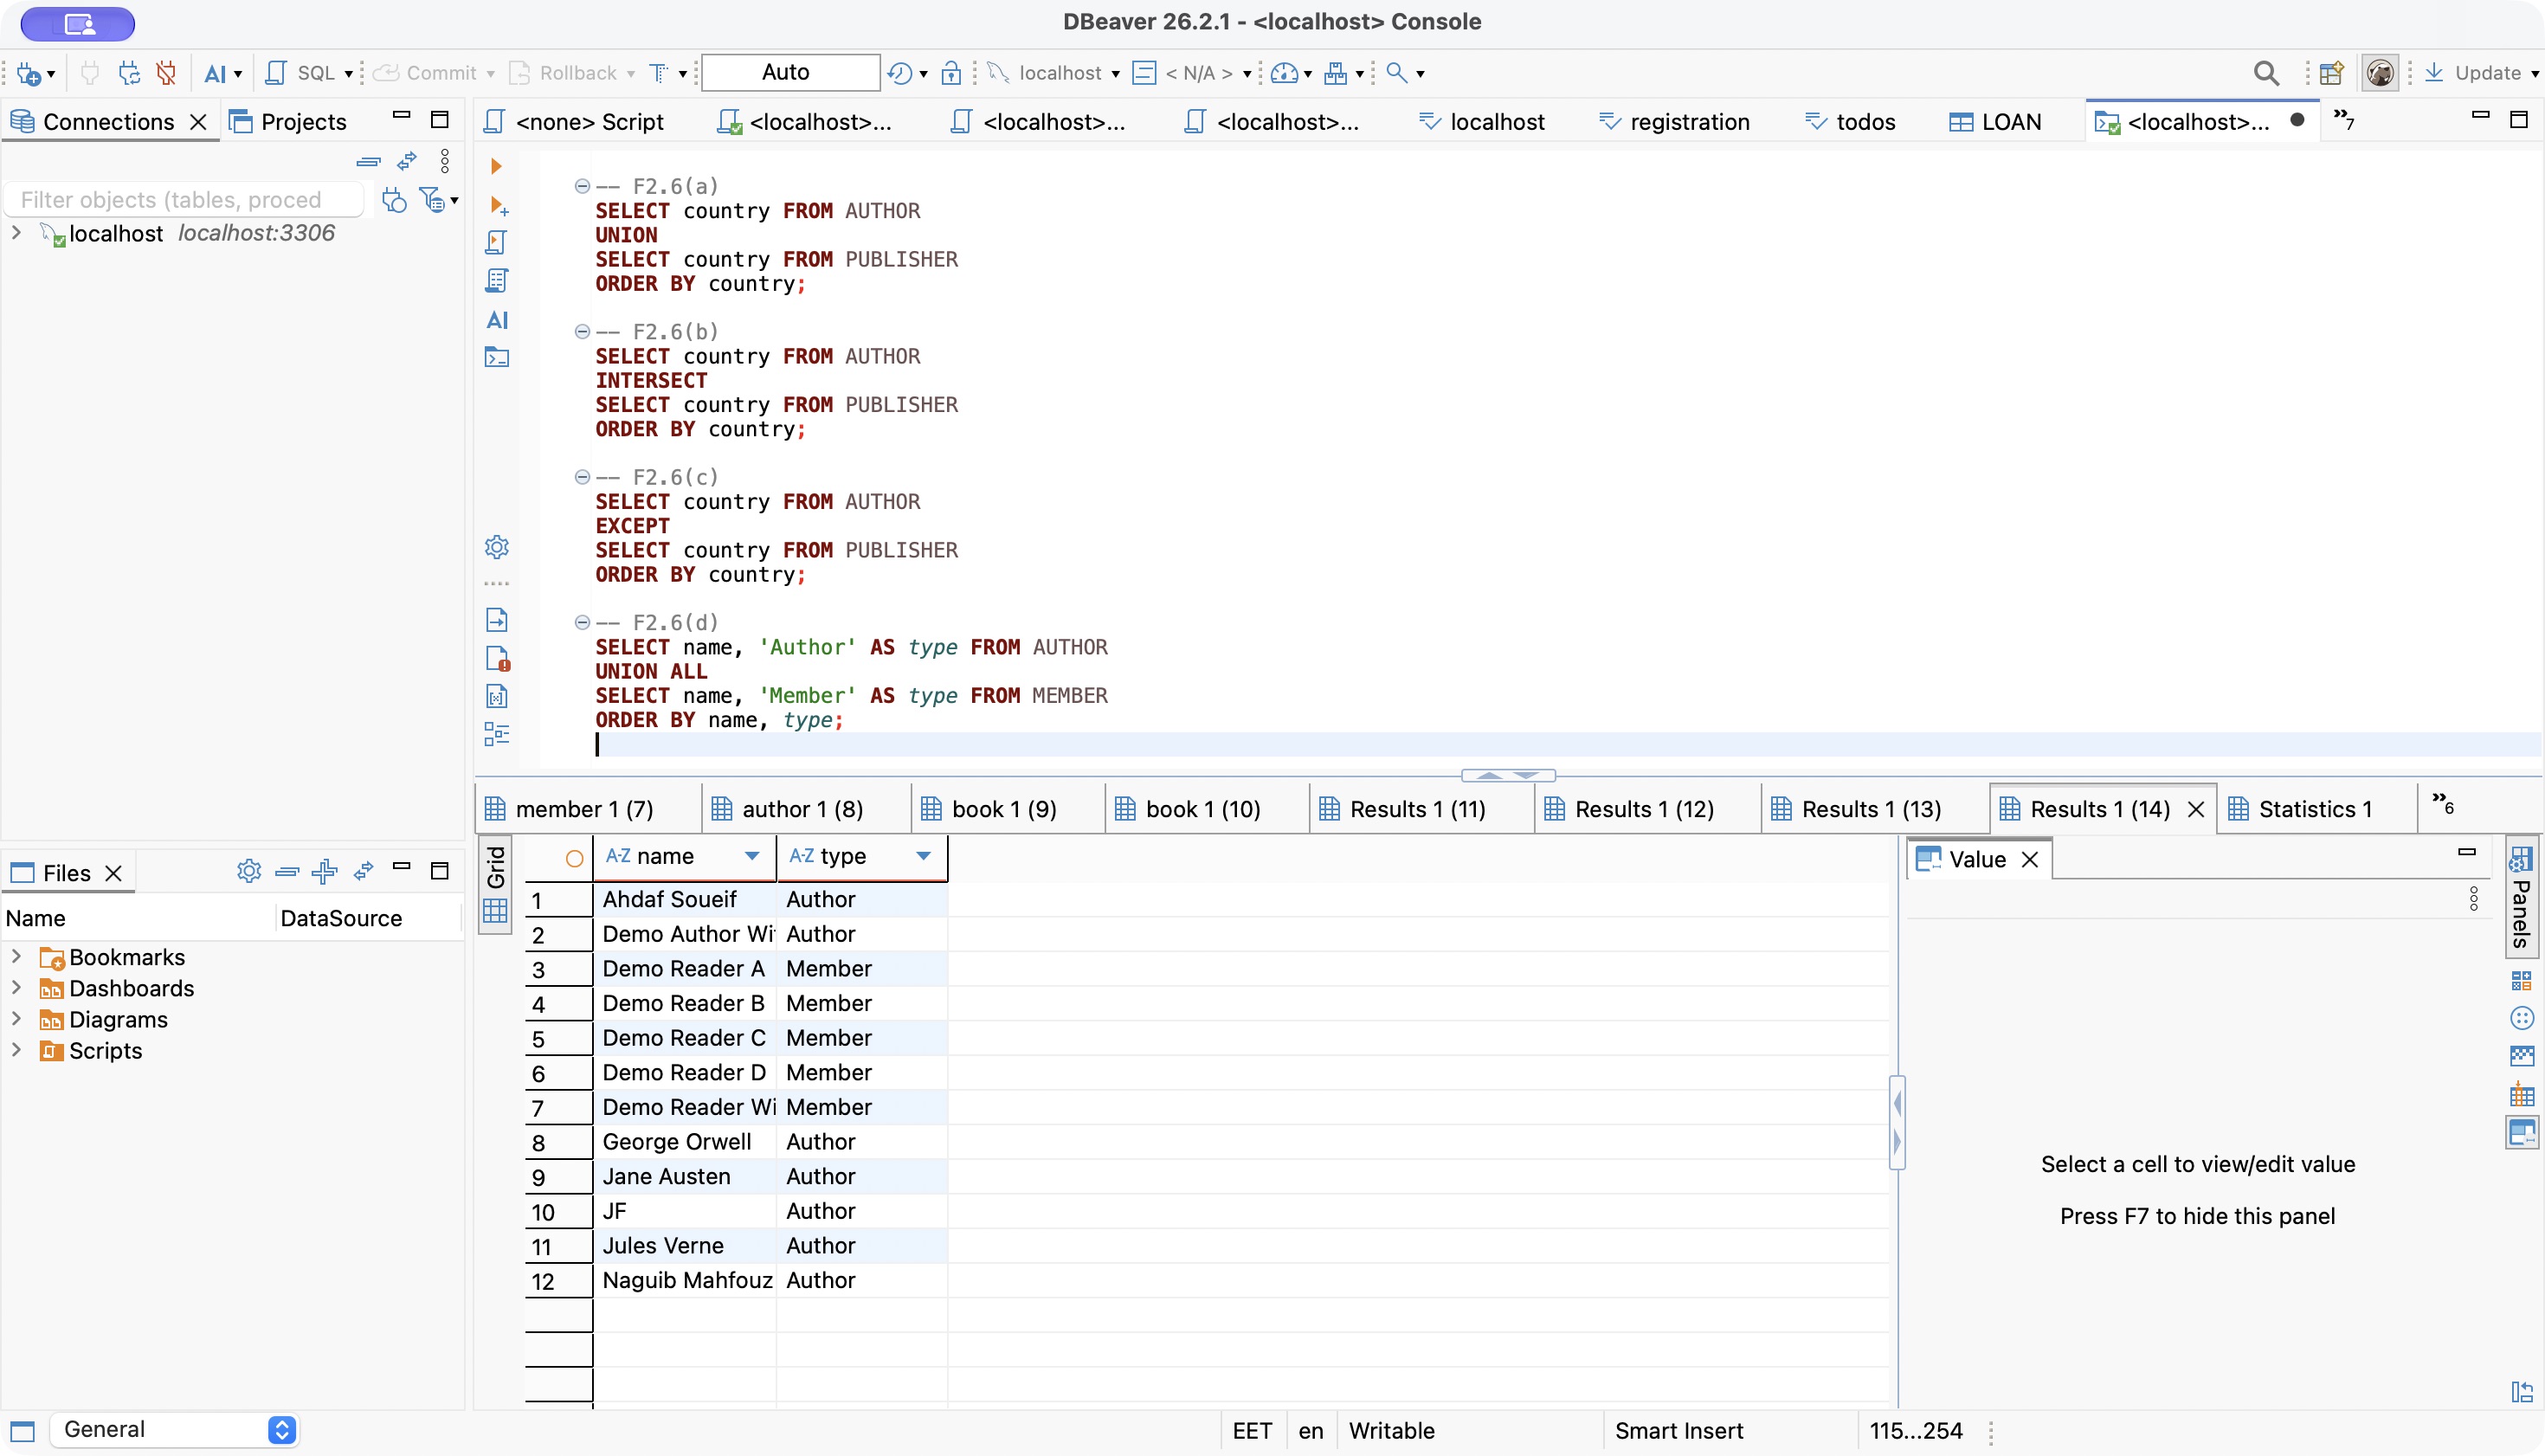 DBeaver 26.2.1 - <localhost> Console
AI SQL Commit Rollback T Auto localhost < N/A > Update
Connections Projects
<none> Script <localhost>... <localhost>... <localhost>... localhost registration todos LOAN <localhost>... »7
Filter objects (tables, proced
localhost localhost:3306
AI
-- F2.6(a)
SELECT country FROM AUTHOR
UNION
SELECT country FROM PUBLISHER
ORDER BY country;
-- F2.6(b)
SELECT country FROM AUTHOR
INTERSECT
SELECT country FROM PUBLISHER
ORDER BY country;
-- F2.6(c)
SELECT country FROM AUTHOR
EXCEPT
SELECT country FROM PUBLISHER
ORDER BY country;
-- F2.6(d)
SELECT name, 'Author' AS type FROM AUTHOR
UNION ALL
SELECT name, 'Member' AS type FROM MEMBER
ORDER BY name, type;
member 1 (7) author 1 (8) book 1 (9) book 1 (10) Results 1 (11) Results 1 (12) Results 1 (13) Results 1 (14) Statistics 1 »6
Grid
A-Z name A-Z type
1 Ahdaf Soueif Author
2 Demo Author Wi Author
3 Demo Reader A Member
4 Demo Reader B Member
5 Demo Reader C Member
6 Demo Reader D Member
7 Demo Reader Wi Member
8 George Orwell Author
9 Jane Austen Author
10 JF Author
11 Jules Verne Author
12 Naguib Mahfouz Author
Value
Select a cell to view/edit value
Press F7 to hide this panel
Panels
Files
Name DataSource
Bookmarks
Dashboards
Diagrams
Scripts
General
EET en Writable Smart Insert 115...254